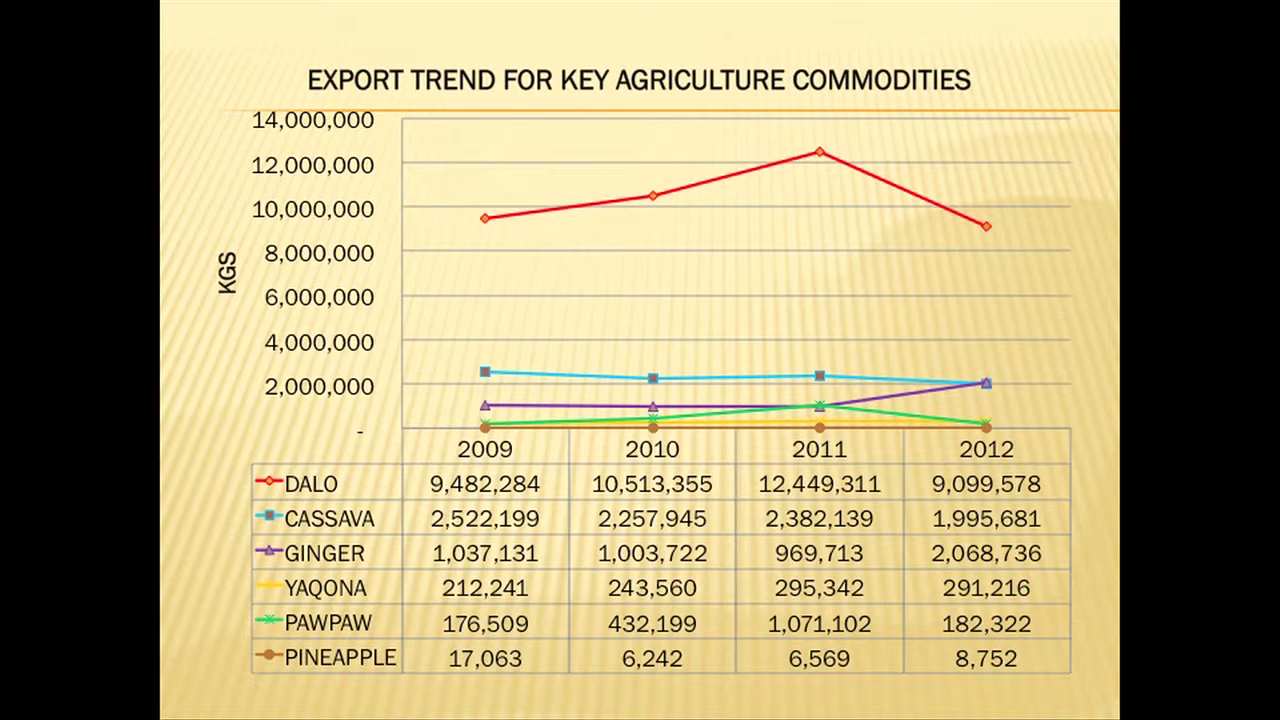 EXPORT TREND FOR KEY AGRICULTURE COMMODITIES
14,000,000
12,000,000
10,000,000
8,000,000
6,000,000
4,000,000
2,000,000
-
KGS
2009 2010 2011 2012
DALO 9,482,284 10,513,355 12,449,311 9,099,578
CASSAVA 2,522,199 2,257,945 2,382,139 1,995,681
GINGER 1,037,131 1,003,722 969,713 2,068,736
YAQONA 212,241 243,560 295,342 291,216
PAWPAW 176,509 432,199 1,071,102 182,322
PINEAPPLE 17,063 6,242 6,569 8,752